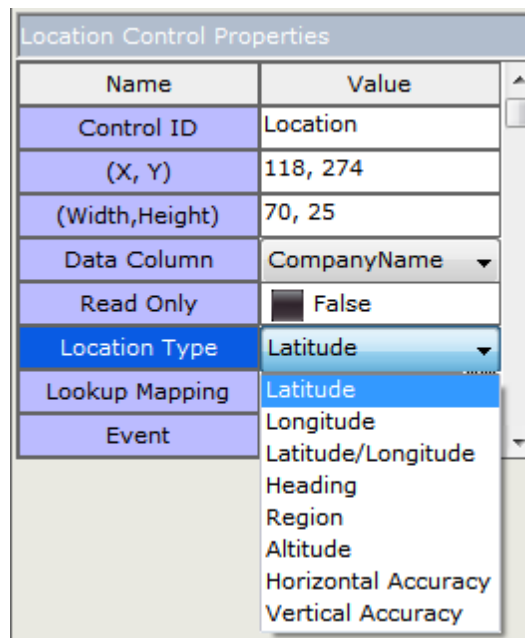 Location Control Properties
Name Value
Control ID Location
(X, Y) 118, 274
(Width,Height) 70, 25
Data Column CompanyName
Read Only False
Location Type Latitude
Lookup Mapping Latitude
Longitude
Event Latitude/Longitude
Heading
Region
Altitude
Horizontal Accuracy
Vertical Accuracy